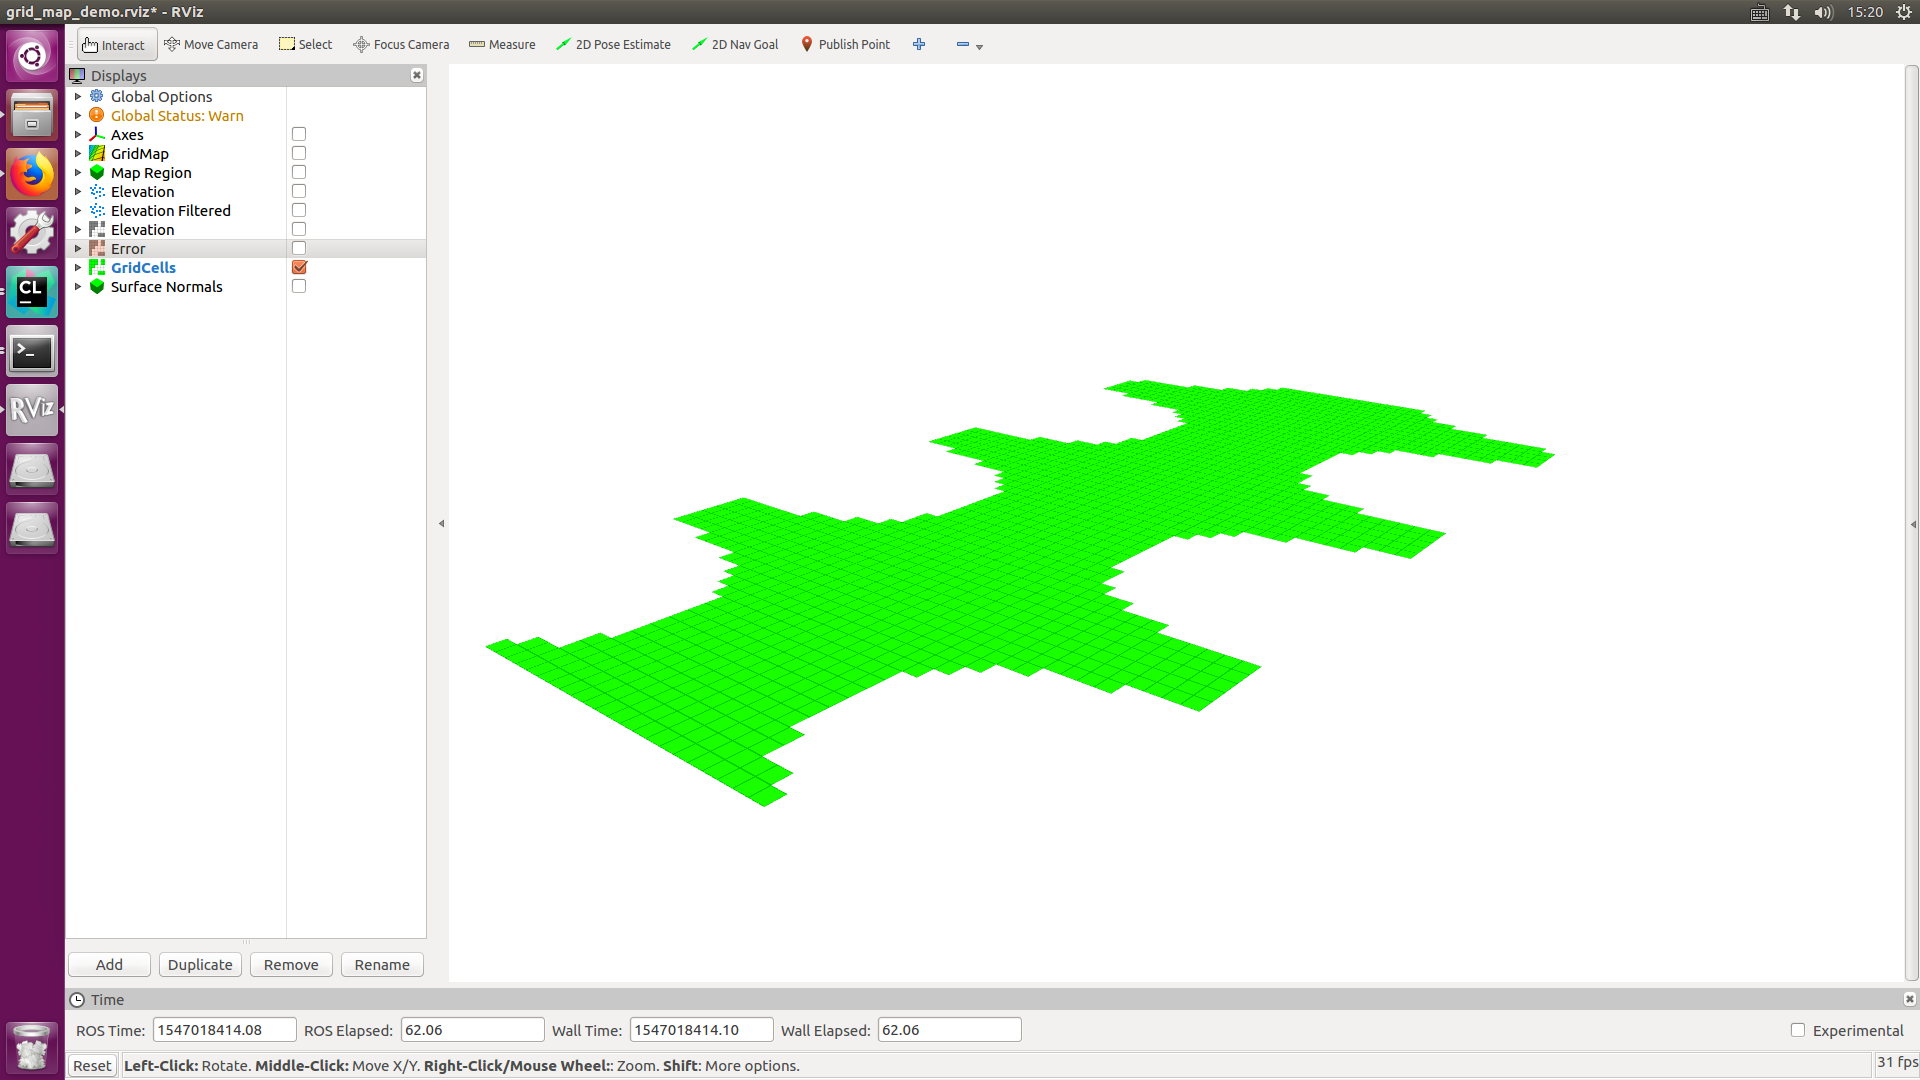 grid_map_demo.rviz* - RViz
15:20
Interact Move Camera Select Focus Camera Measure 2D Pose Estimate 2D Nav Goal Publish Point
Displays
Global Options
Global Status: Warn
Axes
GridMap
Map Region
Elevation
Elevation Filtered
Elevation
Error
GridCells
Surface Normals
CL
>_
RViz
Add Duplicate Remove Rename
Time
ROS Time: 1547018414.08 ROS Elapsed: 62.06 Wall Time: 1547018414.10 Wall Elapsed: 62.06 Experimental
Reset Left-Click: Rotate. Middle-Click: Move X/Y. Right-Click/Mouse Wheel:: Zoom. Shift: More options. 31 fps